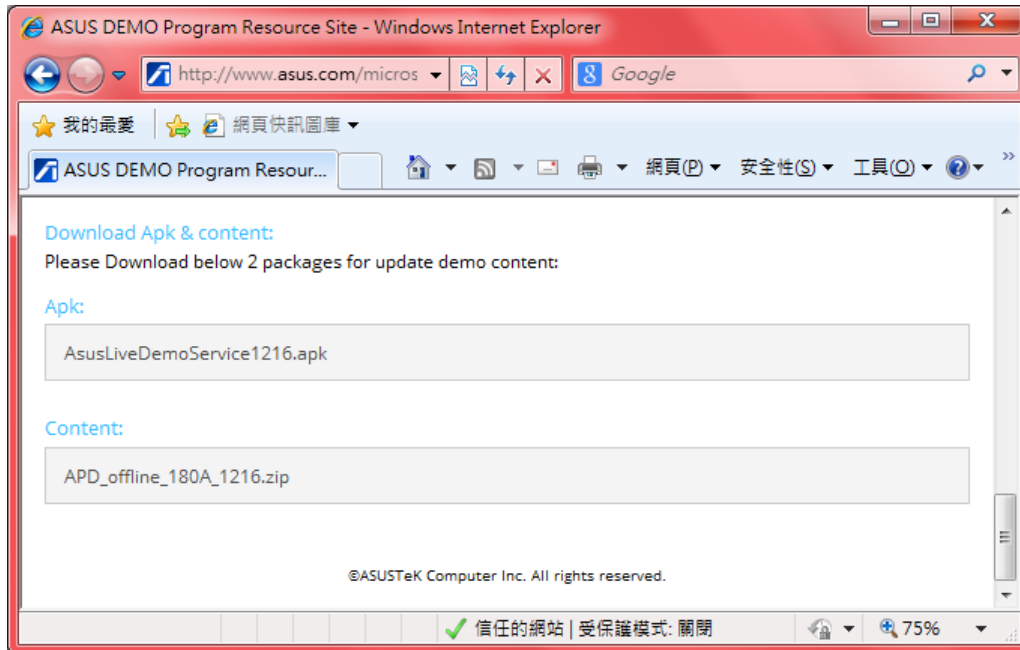 ASUS DEMO Program Resource Site - Windows Internet Explorer
http://www.asus.com/micros
Google
我的最愛
網頁快訊圖庫
ASUS DEMO Program Resour...
網頁(P)
安全性(S)
工具(O)
Download Apk & content:
Please Download below 2 packages for update demo content:
Apk:
AsusLiveDemoService1216.apk
Content:
APD_offline_180A_1216.zip
©ASUSTeK Computer Inc. All rights reserved.
信任的網站 | 受保護模式: 關閉
75%